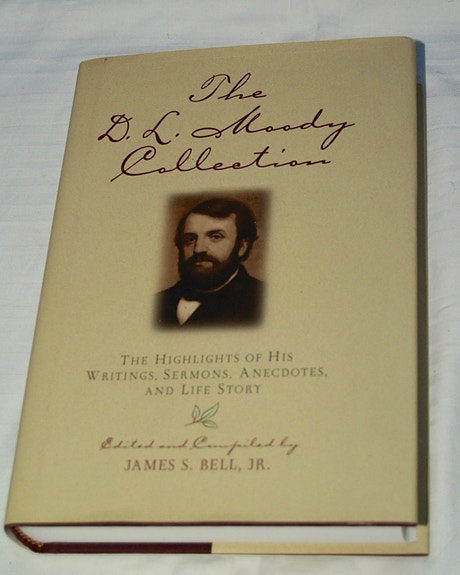 The
D. L. Moody
Collection
THE HIGHLIGHTS OF HIS
WRITINGS, SERMONS, ANECDOTES,
AND LIFE STORY
Edited and Compiled by
JAMES S. BELL, JR.